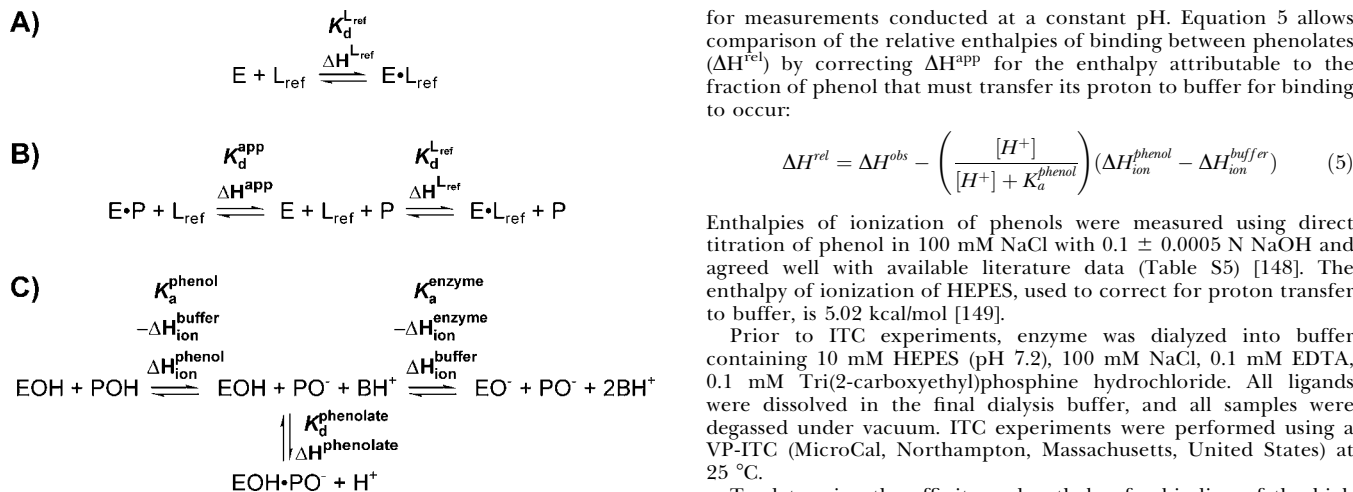 A)
K_d^Lref
ΔH^Lref
E + L_ref ⇌ E•L_ref
B)
K_d^app K_d^Lref
ΔH^app ΔH^Lref
E•P + L_ref ⇌ E + L_ref + P ⇌ E•L_ref + P
C)
K_a^phenol K_a^enzyme
−ΔH_ion^buffer −ΔH_ion^enzyme
ΔH_ion^phenol ΔH_ion^buffer
EOH + POH ⇌ EOH + PO⁻ + BH⁺ ⇌ EO⁻ + PO⁻ + 2BH⁺
K_d^phenolate
ΔH^phenolate
EOH•PO⁻ + H⁺
for measurements conducted at a constant pH. Equation 5 allows
comparison of the relative enthalpies of binding between phenolates
(ΔH^rel) by correcting ΔH^app for the enthalpy attributable to the
fraction of phenol that must transfer its proton to buffer for binding
to occur:
ΔH^rel = ΔH^obs − ([H⁺] / ([H⁺] + K_a^phenol)) (ΔH_ion^phenol − ΔH_ion^buffer) (5)
Enthalpies of ionization of phenols were measured using direct
titration of phenol in 100 mM NaCl with 0.1 ± 0.0005 N NaOH and
agreed well with available literature data (Table S5) [148]. The
enthalpy of ionization of HEPES, used to correct for proton transfer
to buffer, is 5.02 kcal/mol [149].
Prior to ITC experiments, enzyme was dialyzed into buffer
containing 10 mM HEPES (pH 7.2), 100 mM NaCl, 0.1 mM EDTA,
0.1 mM Tri(2-carboxyethyl)phosphine hydrochloride. All ligands
were dissolved in the final dialysis buffer, and all samples were
degassed under vacuum. ITC experiments were performed using a
VP-ITC (MicroCal, Northampton, Massachusetts, United States) at
25 °C.